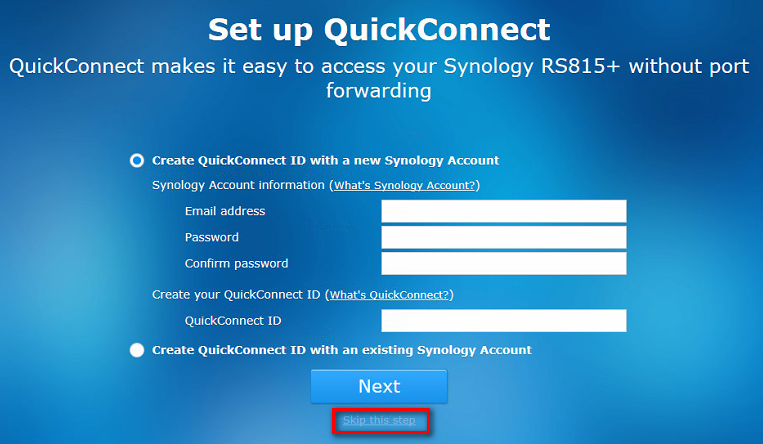 Set up QuickConnect
QuickConnect makes it easy to access your Synology RS815+ without port
forwarding
Create QuickConnect ID with a new Synology Account
Synology Account information (What's Synology Account?)
Email address
Password
Confirm password
Create your QuickConnect ID (What's QuickConnect?)
QuickConnect ID
Create QuickConnect ID with an existing Synology Account
Next
Skip this step